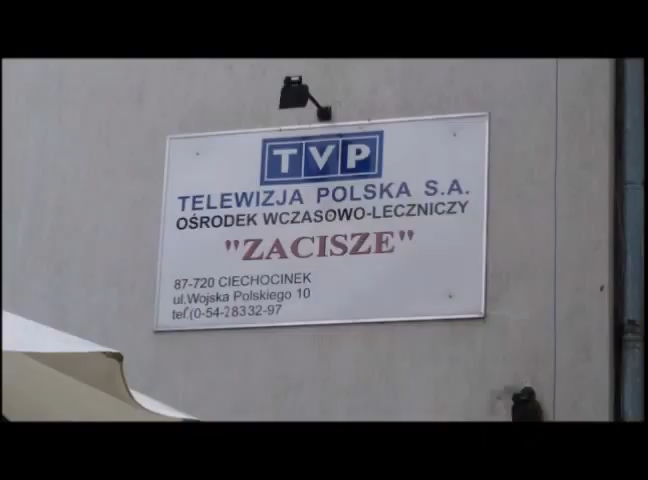 TVP
TELEWIZJA POLSKA S.A.
OŚRODEK WCZASOWO-LECZNICZY
"ZACISZE"
87-720 CIECHOCINEK
ul.Wojska Polskiego 10
tel.(0-54-28332-97